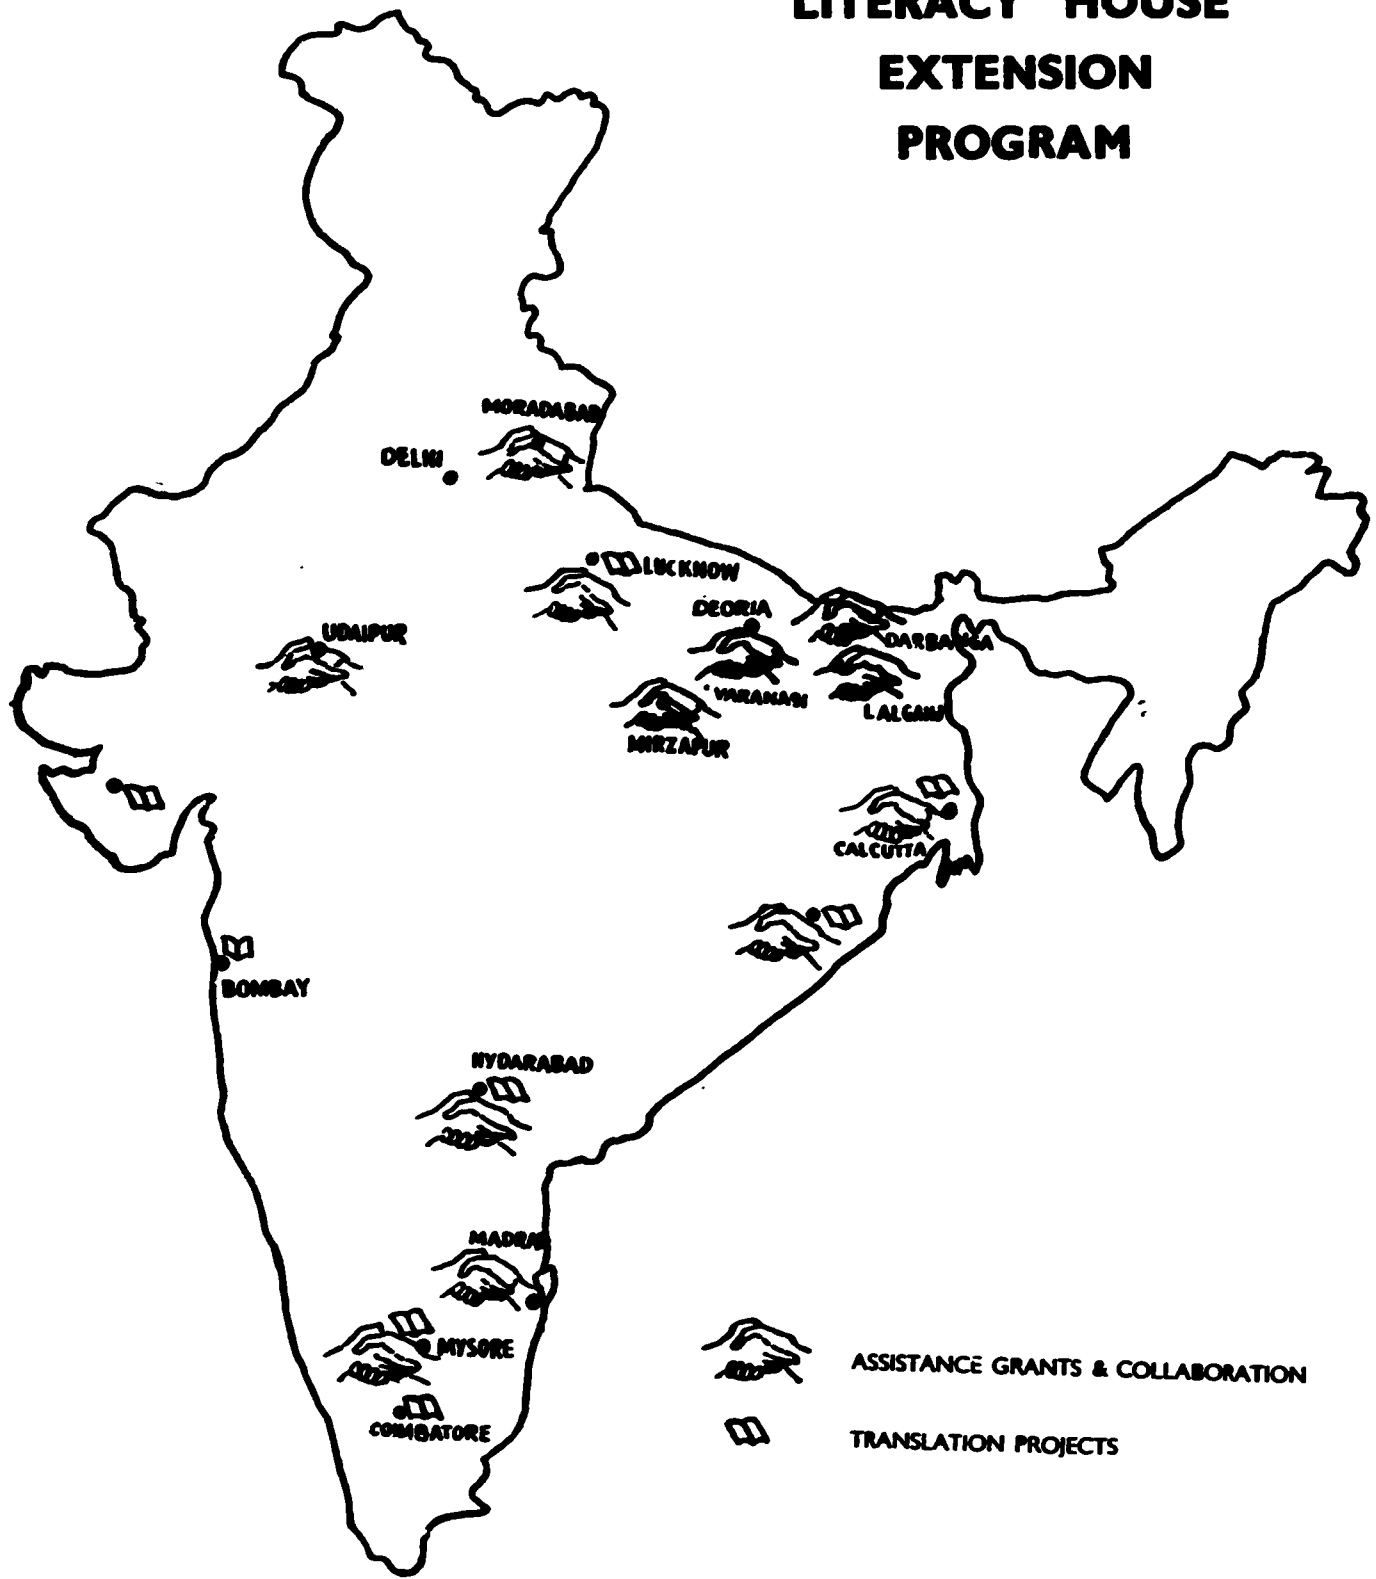 LITERACY HOUSE
EXTENSION
PROGRAM
MORADABAD
DELHI
LUCKNOW
DEORIA
UDAIPUR
DARBANGA
VARANASI
LALGANJ
MIRZAPUR
CALCUTTA
BOMBAY
HYDARABAD
MADRAS
MYSORE
COIMBATORE
ASSISTANCE GRANTS & COLLABORATION
TRANSLATION PROJECTS